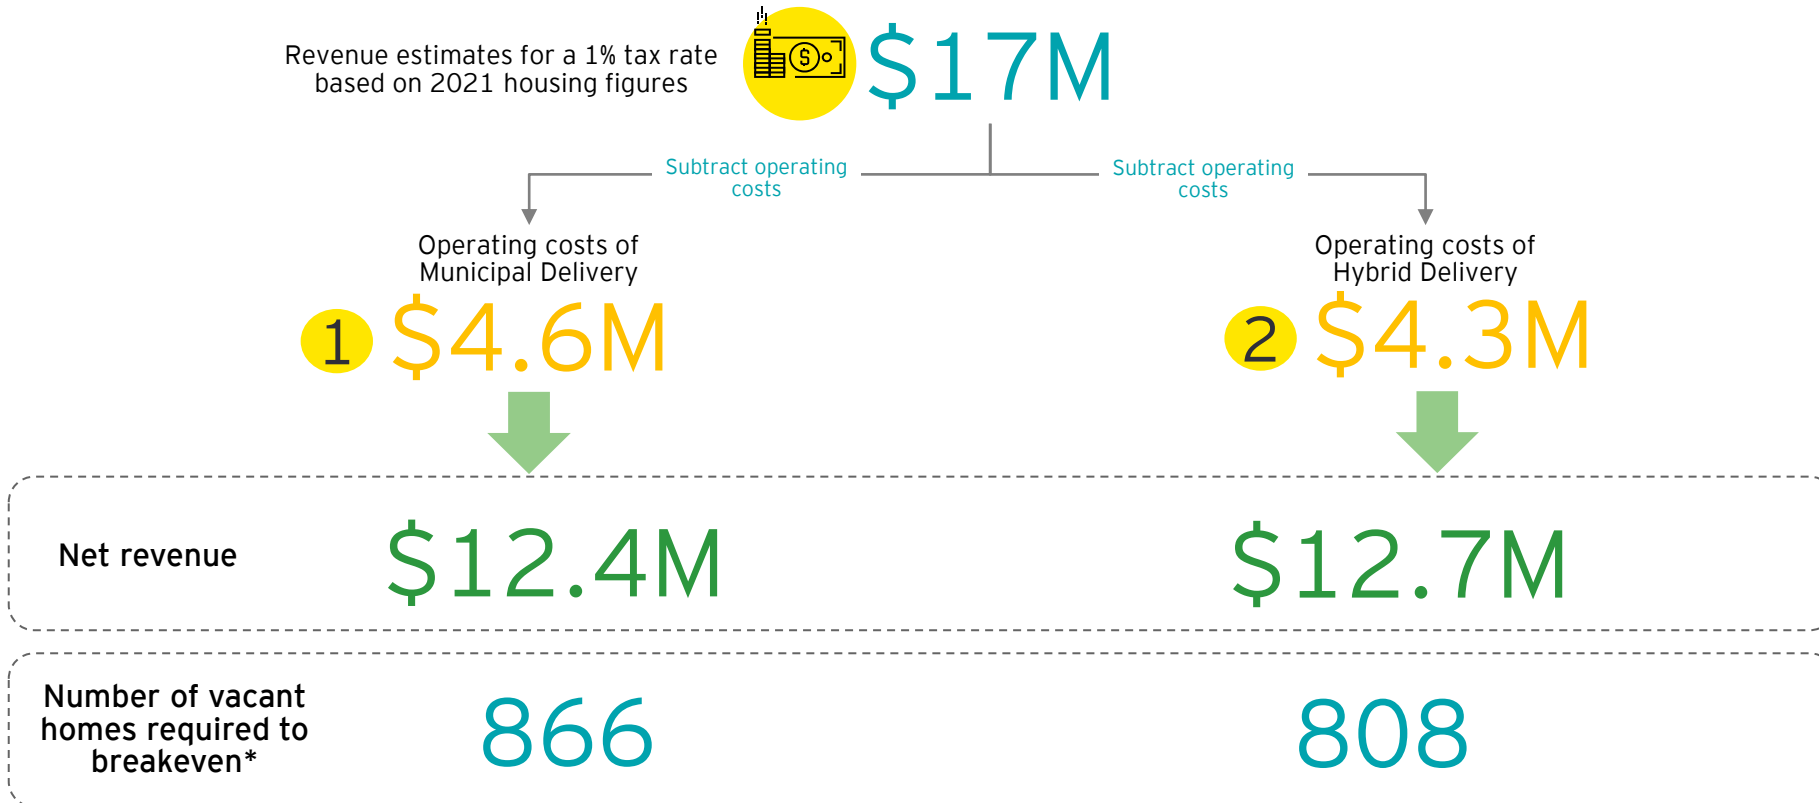 Revenue estimates for a 1% tax rate
based on 2021 housing figures
$17M
Subtract operating
costs
Subtract operating
costs
Operating costs of
Municipal Delivery
1 $4.6M
Operating costs of
Hybrid Delivery
2 $4.3M
Net revenue
$12.4M
$12.7M
Number of vacant
homes required to
breakeven*
866
808